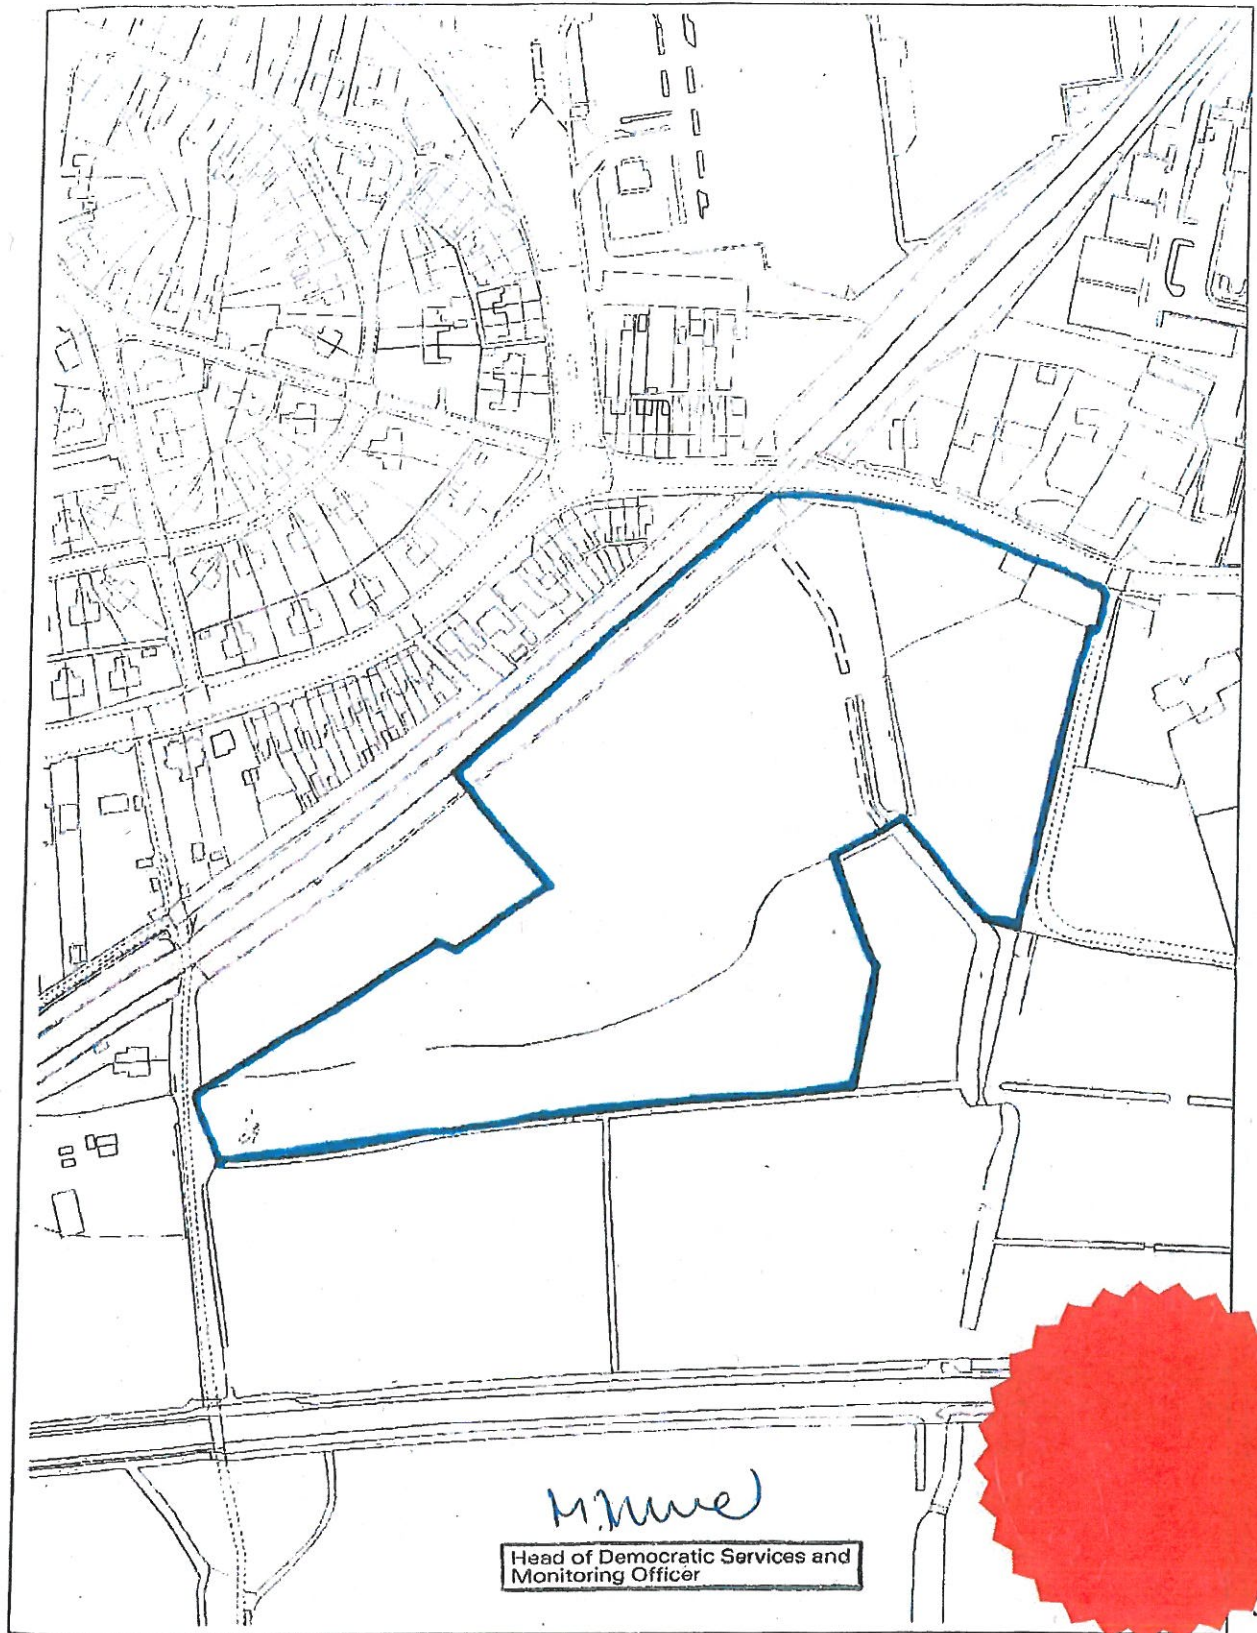 Head of Democratic Services and
Monitoring Officer